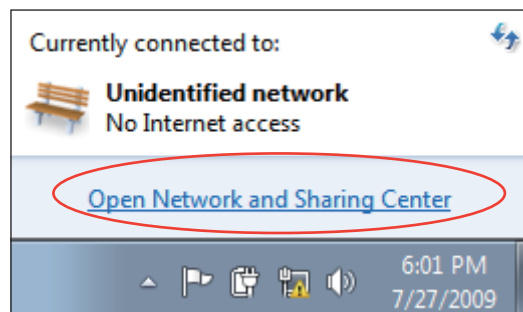 Currently connected to:
Unidentified network
No Internet access
Open Network and Sharing Center
6:01 PM
7/27/2009